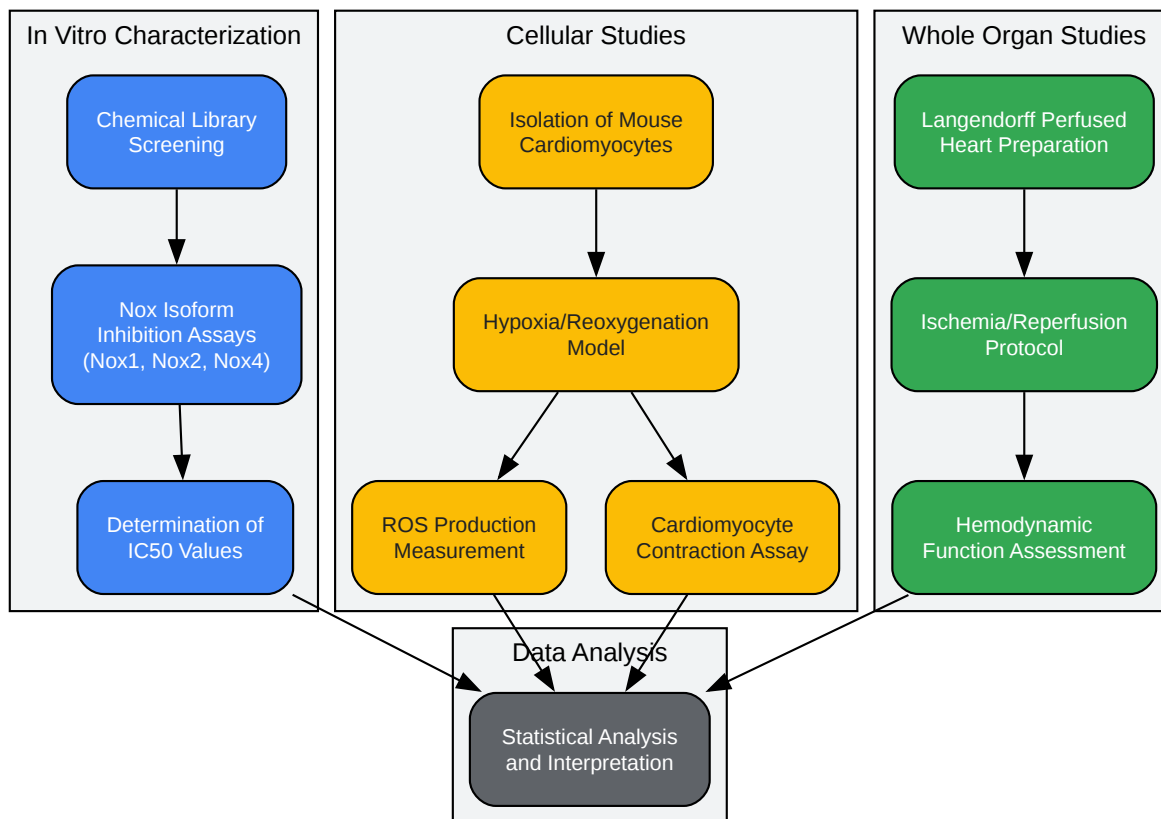 In Vitro Characterization
Chemical Library
Screening
Nox Isoform
Inhibition Assays
(Nox1, Nox2, Nox4)
Determination of
IC50 Values
Cellular Studies
Isolation of Mouse
Cardiomyocytes
Hypoxia/Reoxygenation
Model
ROS Production
Measurement
Cardiomyocyte
Contraction Assay
Whole Organ Studies
Langendorff Perfused
Heart Preparation
Ischemia/Reperfusion
Protocol
Hemodynamic
Function Assessment
Data Analysis
Statistical Analysis
and Interpretation